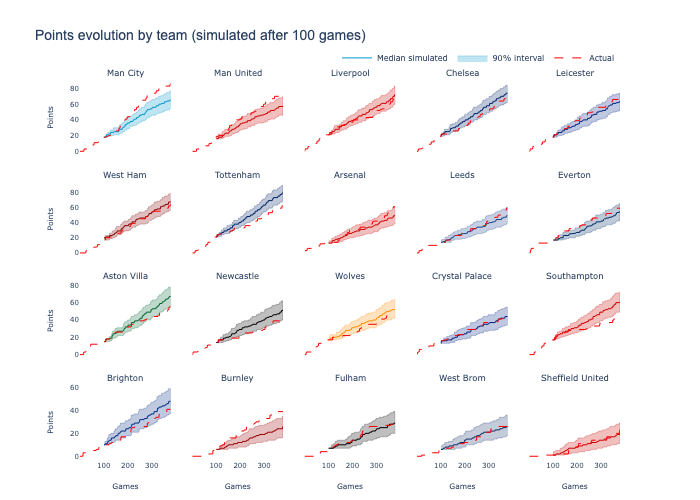 Points evolution by team (simulated after 100 games)
Median simulated 90% interval Actual
Man City Man United Liverpool Chelsea Leicester
80
60
40
20
0
Points
West Ham Tottenham Arsenal Leeds Everton
80
60
40
20
0
Points
Aston Villa Newcastle Wolves Crystal Palace Southampton
80
60
40
20
0
Points
Brighton Burnley Fulham West Brom Sheffield United
60
40
20
0
Points
100 200 300 100 200 300 100 200 300 100 200 300 100 200 300
Games Games Games Games Games